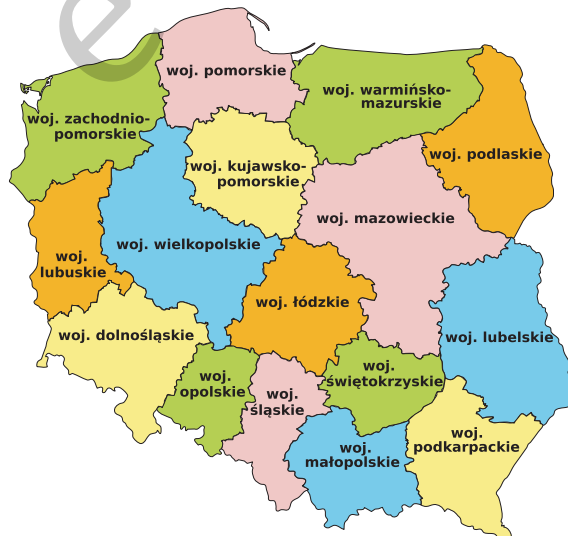 woj. pomorskie
woj. warmińsko-
mazurskie
woj. zachodnio-
pomorskie
woj. podlaskie
woj. kujawsko-
pomorskie
woj. mazowieckie
woj. wielkopolskie
woj.
lubuskie
woj. łódzkie
woj. dolnośląskie
woj. lubelskie
woj.
opolskie
woj.
śląskie
woj.
świętokrzyskie
woj.
małopolskie
woj.
podkarpackie